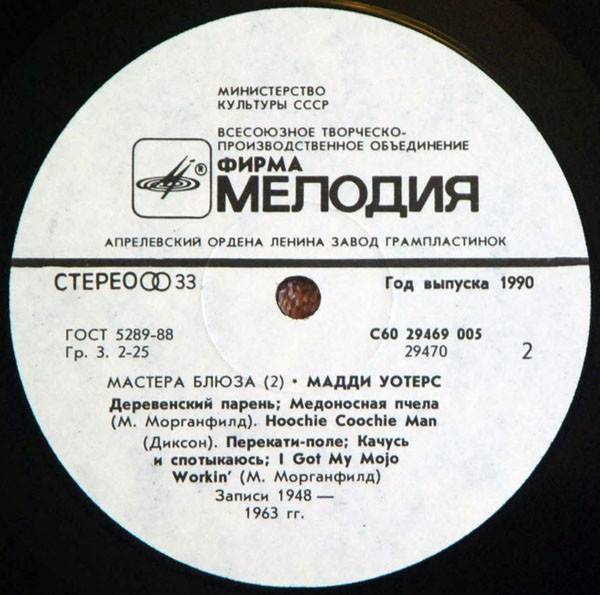 МИНИСТЕРСТВО
КУЛЬТУРЫ СССР
ВСЕСОЮЗНОЕ ТВОРЧЕСКО-
ПРОИЗВОДСТВЕННОЕ ОБЪЕДИНЕНИЕ
®
ФИРМА
МЕЛОДИЯ
АПРЕЛЕВСКИЙ ОРДЕНА ЛЕНИНА ЗАВОД ГРАМПЛАСТИНОК
СТЕРЕО 33
Год выпуска 1990
ГОСТ 5289-88
Гр. 3. 2-25
С60 29469 005
29470
2
МАСТЕРА БЛЮЗА (2) • МАДДИ УОТЕРС
Деревенский парень; Медоносная пчела
(М. Морганфилд). Hoochie Coochie Man
(Диксон). Перекати-поле; Качусь
и спотыкаюсь; I Got My Mojo
Workin’ (М. Морганфилд)
Записи 1948 —
1963 гг.